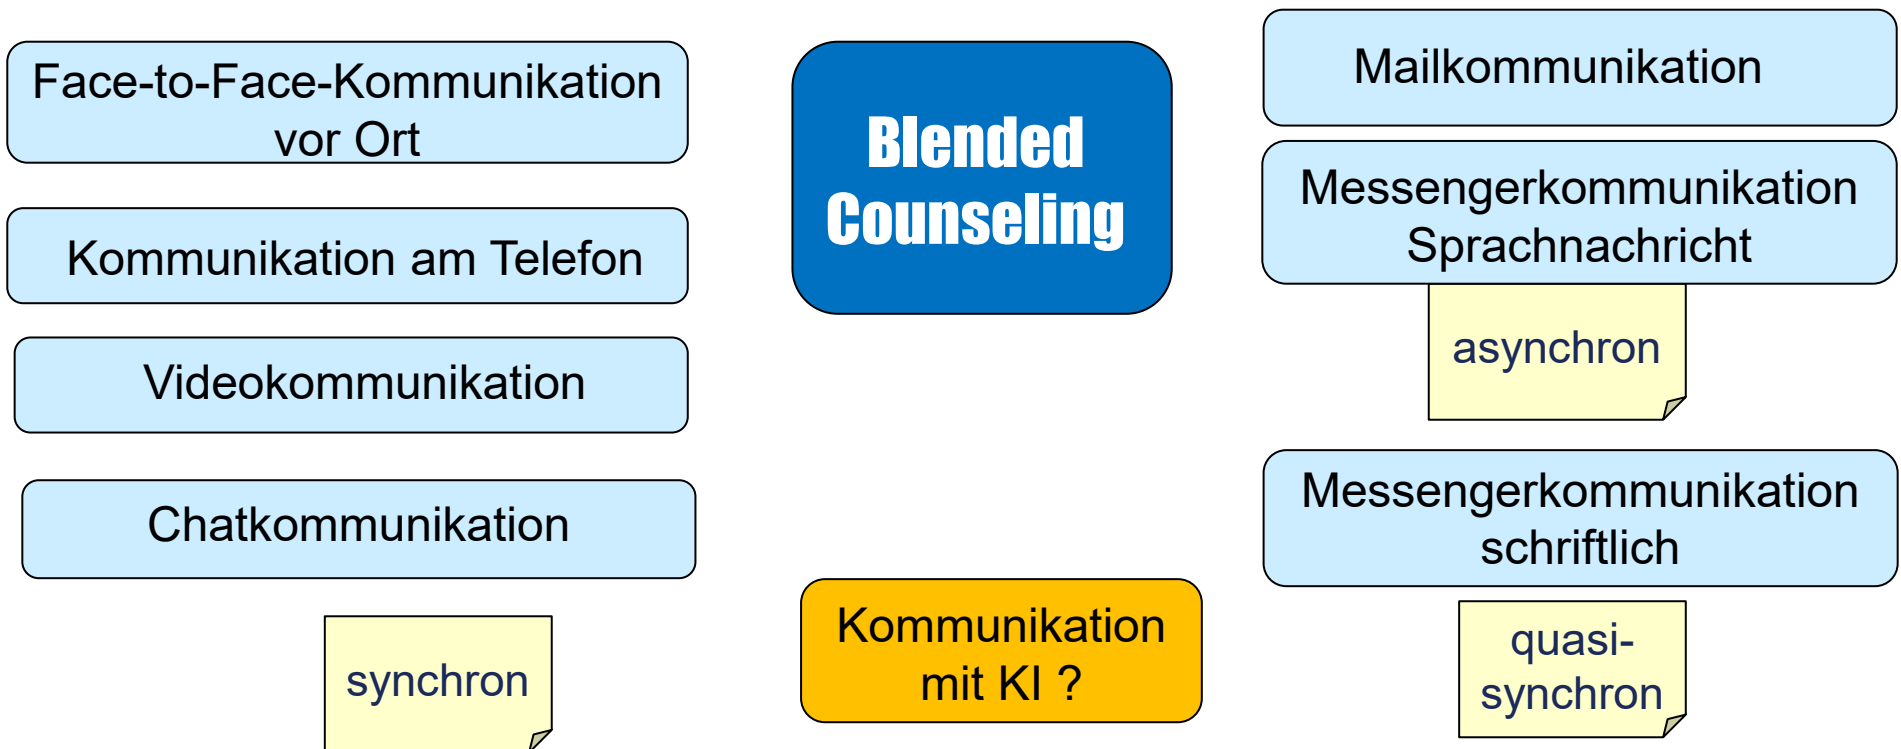 Face-to-Face-Kommunikation
vor Ort
Kommunikation am Telefon
Videokommunikation
Chatkommunikation
synchron
Blended
Counseling
Kommunikation
mit KI ?
Mailkommunikation
Messengerkommunikation
Sprachnachricht
asynchron
Messengerkommunikation
schriftlich
quasi-
synchron